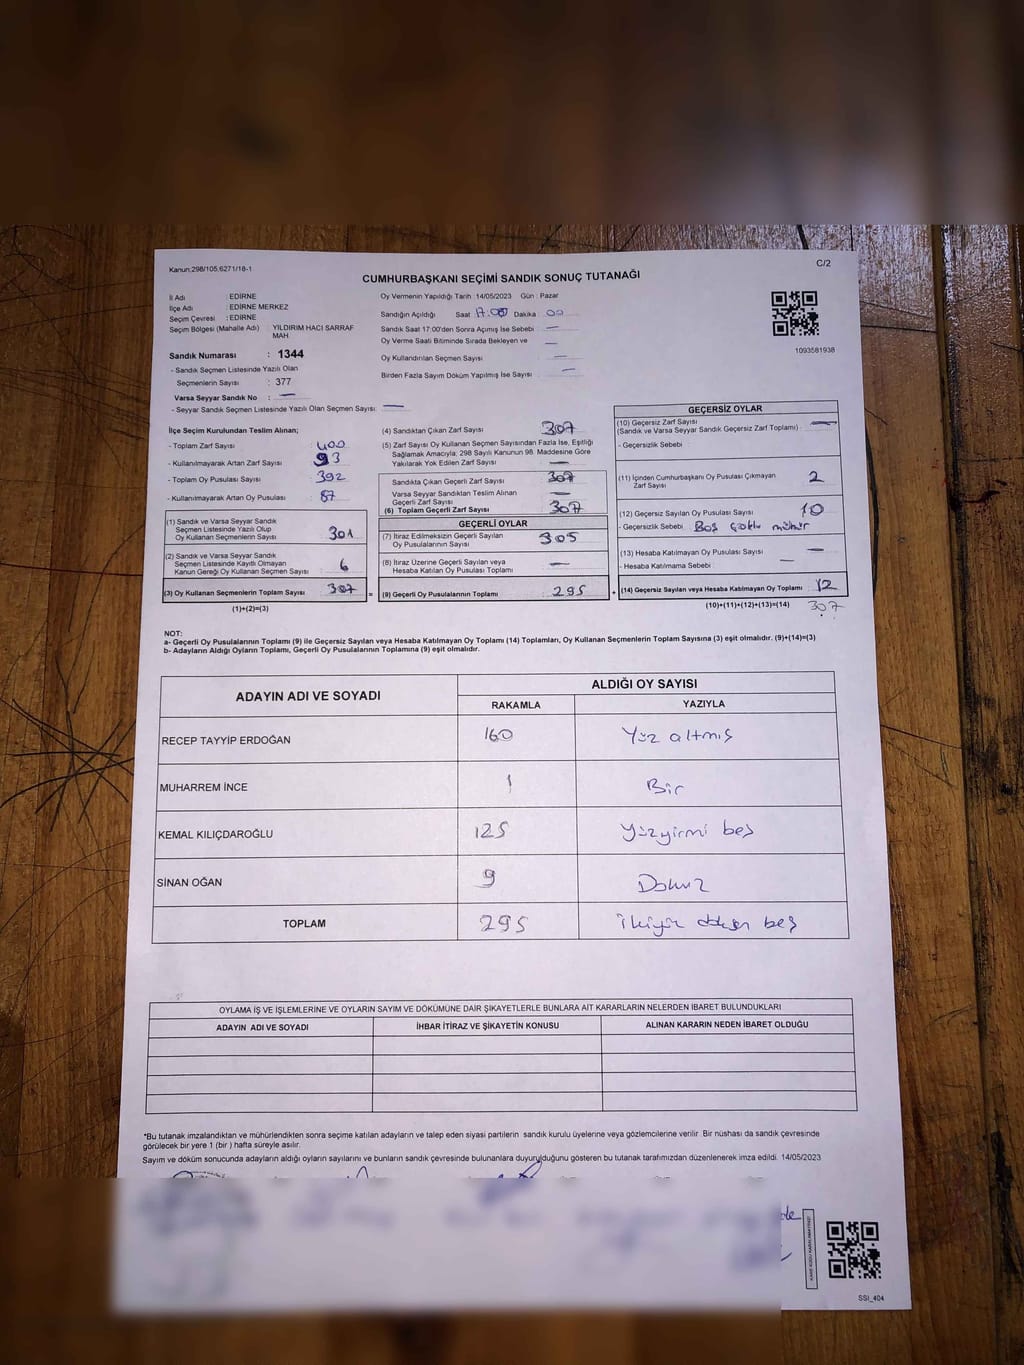 Kanun:298/105,6271/18-1
C/2
CUMHURBAŞKANI SEÇİMİ SANDIK SONUÇ TUTANAĞI
İl Adı : EDİRNE
İlçe Adı : EDİRNE MERKEZ
Seçim Çevresi : EDİRNE
Seçim Bölgesi (Mahalle Adı) : YILDIRIM HACI SARRAF MAH
Sandık Numarası : 1344
- Sandık Seçmen Listesinde Yazılı Olan
Seçmenlerin Sayısı : 377
Varsa Seyyar Sandık No : —
- Seyyar Sandık Seçmen Listesinde Yazılı Olan Seçmen Sayısı: —
Oy Vermenin Yapıldığı Tarih :14/05/2023 Gün : Pazar
Sandığın Açıldığı Saat 17.00 Dakika 00
Sandık Saat 17:00'den Sonra Açımış İse Sebebi —
Oy Verme Saati Bitiminde Sırada Bekleyen ve —
Oy Kullandırılan Seçmen Sayısı —
Birden Fazla Sayım Döküm Yapılmış İse Sayısı —
1093581938
İlçe Seçim Kurulundan Teslim Alınan;
- Toplam Zarf Sayısı 400
- Kullanılmayarak Artan Zarf Sayısı 93
- Toplam Oy Pusulası Sayısı 392
- Kullanılmayarak Artan Oy Pusulası 87
(1) Sandık ve Varsa Seyyar Sandık
Seçmen Listesinde Yazılı Olup
Oy Kullanan Seçmenlerin Sayısı 301
(2) Sandık ve Varsa Seyyar Sandık
Seçmen Listesinde Kayıtlı Olmayan
Kanun Gereği Oy Kullanan Seçmen Sayısı 6
(3) Oy Kullanan Seçmenlerin Toplam Sayısı 307 =
(1)+(2)=(3)
(4) Sandıktan Çıkan Zarf Sayısı 307
(5) Zarf Sayısı Oy Kullanan Seçmen Sayısından Fazla İse, Eşitliği
Sağlamak Amacıyla; 298 Sayılı Kanunun 98. Maddesine Göre
Yakılarak Yok Edilen Zarf Sayısı —
Sandıkta Çıkan Geçerli Zarf Sayısı 307
Varsa Seyyar Sandıktan Teslim Alınan
Geçerli Zarf Sayısı —
(6) Toplam Geçerli Zarf Sayısı 307
GEÇERLİ OYLAR
(7) İtiraz Edilmeksizin Geçerli Sayılan
Oy Pusulalarının Sayısı 305
(8) İtiraz Üzerine Geçerli Sayılan veya
Hesaba Katılan Oy Pusulası Toplamı —
(9) Geçerli Oy Pusulalarının Toplamı 295 +
GEÇERSİZ OYLAR
(10) Geçersiz Zarf Sayısı
(Sandık ve Varsa Seyyar Sandık Geçersiz Zarf Toplamı) —
- Geçersizlik Sebebi
(11) İçinden Cumhurbaşkanı Oy Pusulası Çıkmayan
Zarf Sayısı 2
(12) Geçersiz Sayılan Oy Pusulası Sayısı 10
- Geçersizlik Sebebi Boş Çoklu mühür
(13) Hesaba Katılmayan Oy Pusulası Sayısı —
- Hesaba Katılmama Sebebi —
(14) Geçersiz Sayılan veya Hesaba Katılmayan Oy Toplamı 12
(10)+(11)+(12)+(13)=(14) 307
NOT:
a- Geçerli Oy Pusulalarının Toplamı (9) ile Geçersiz Sayılan veya Hesaba Katılmayan Oy Toplamı (14) Toplamları, Oy Kullanan Seçmenlerin Toplam Sayısına (3) eşit olmalıdır. (9)+(14)=(3)
b- Adayların Aldığı Oyların Toplamı, Geçerli Oy Pusulalarının Toplamına (9) eşit olmalıdır.
ADAYIN ADI VE SOYADI
ALDIĞI OY SAYISI
RAKAMLA YAZIYLA
RECEP TAYYİP ERDOĞAN 160 Yüz altmış
MUHARREM İNCE 1 Bir
KEMAL KILIÇDAROĞLU 125 Yüzyirmi beş
SİNAN OĞAN 9 Dokuz
TOPLAM 295 İkiyüz doksan beş
OYLAMA İŞ VE İŞLEMLERİNE VE OYLARIN SAYIM VE DÖKÜMÜNE DAİR ŞİKAYETLERLE BUNLARA AİT KARARLARIN NELERDEN İBARET BULUNDUKLARI
ADAYIN ADI VE SOYADI İHBAR İTİRAZ VE ŞİKAYETİN KONUSU ALINAN KARARIN NEDEN İBARET OLDUĞU
*Bu tutanak imzalandıktan ve mühürlendikten sonra seçime katılan adayların ve talep eden siyasi partilerin sandık kurulu üyelerine veya gözlemcilerine verilir. Bir nüshası da sandık çevresinde
görülecek bir yere 1 (bir ) hafta süreyle asılır.
Sayım ve döküm sonucunda adayların aldığı oyların sayılarını ve bunların sandık çevresinde bulunanlara duyurulduğunu gösteren bu tutanak tarafımızdan düzenlenerek imza edildi. 14/05/2023
SSI_404